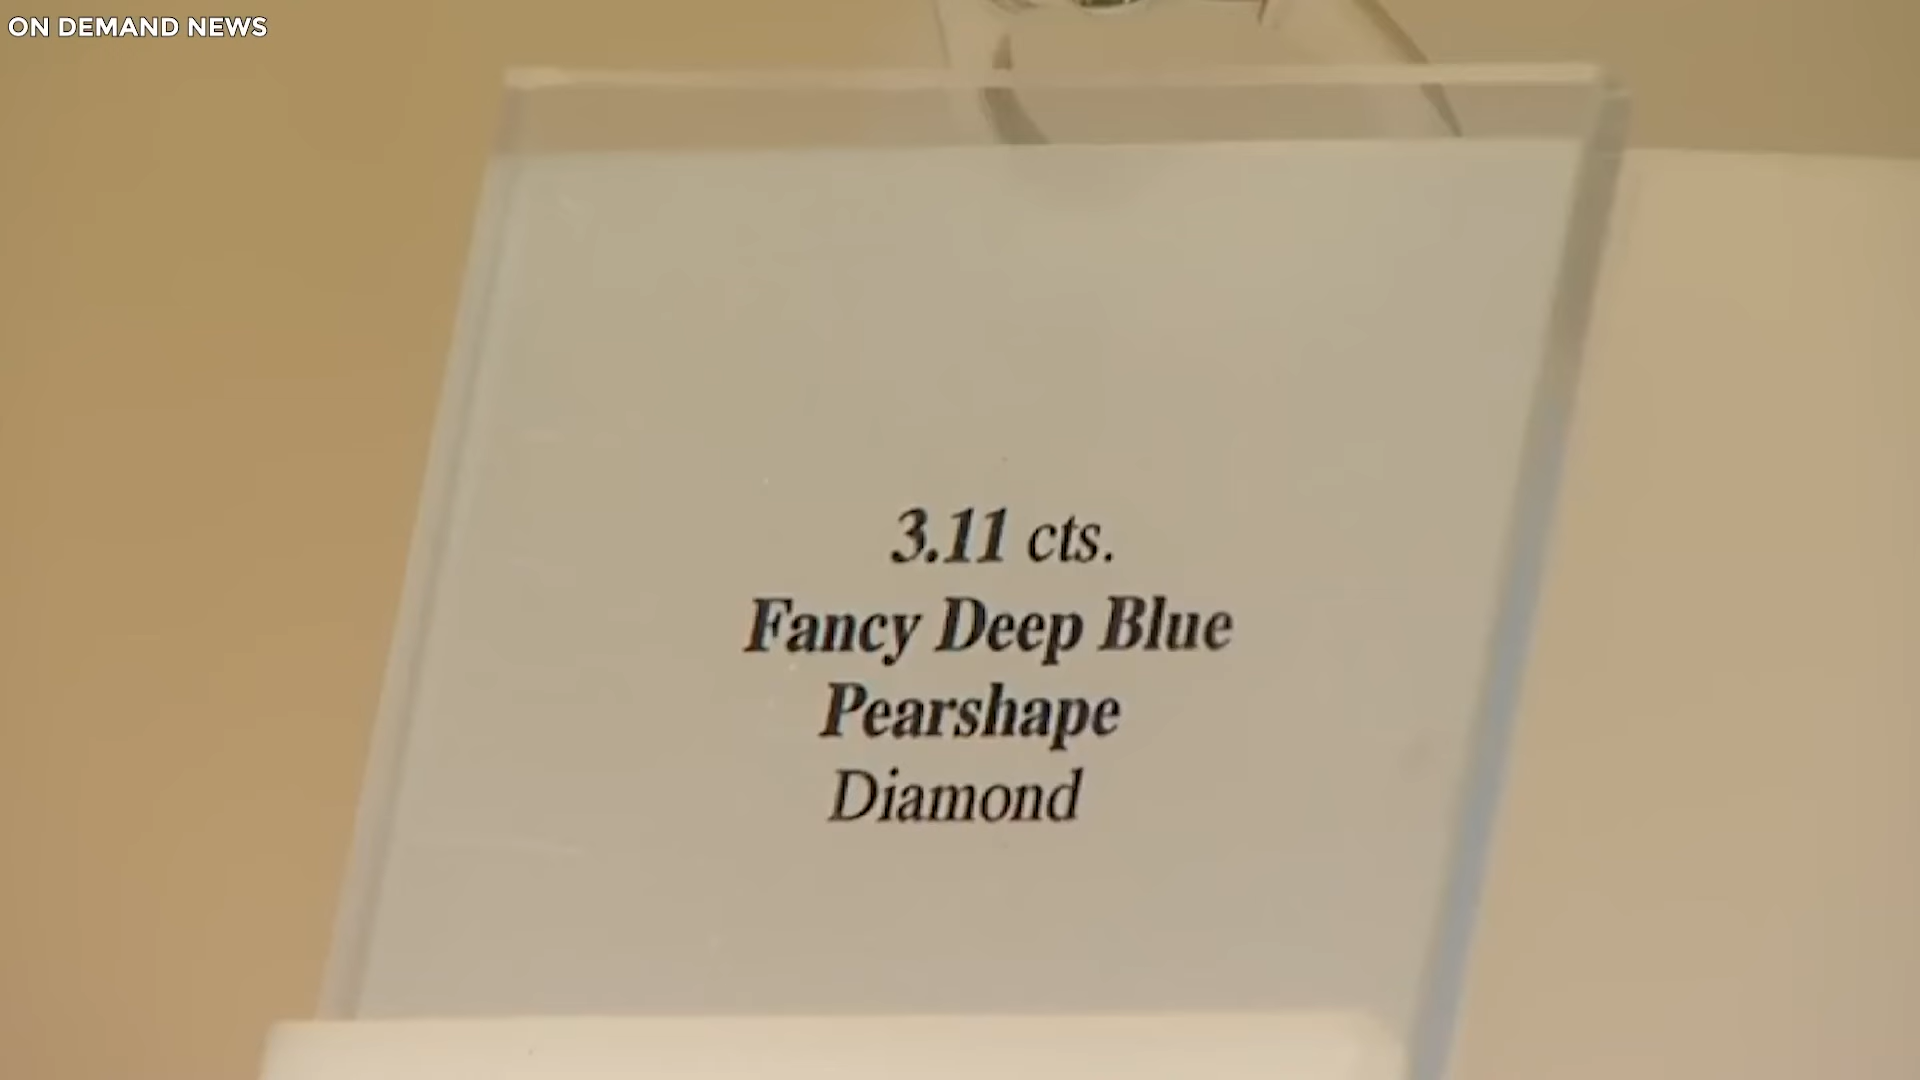 ON DEMAND NEWS
3.11 cts.
Fancy Deep Blue
Pearshape
Diamond